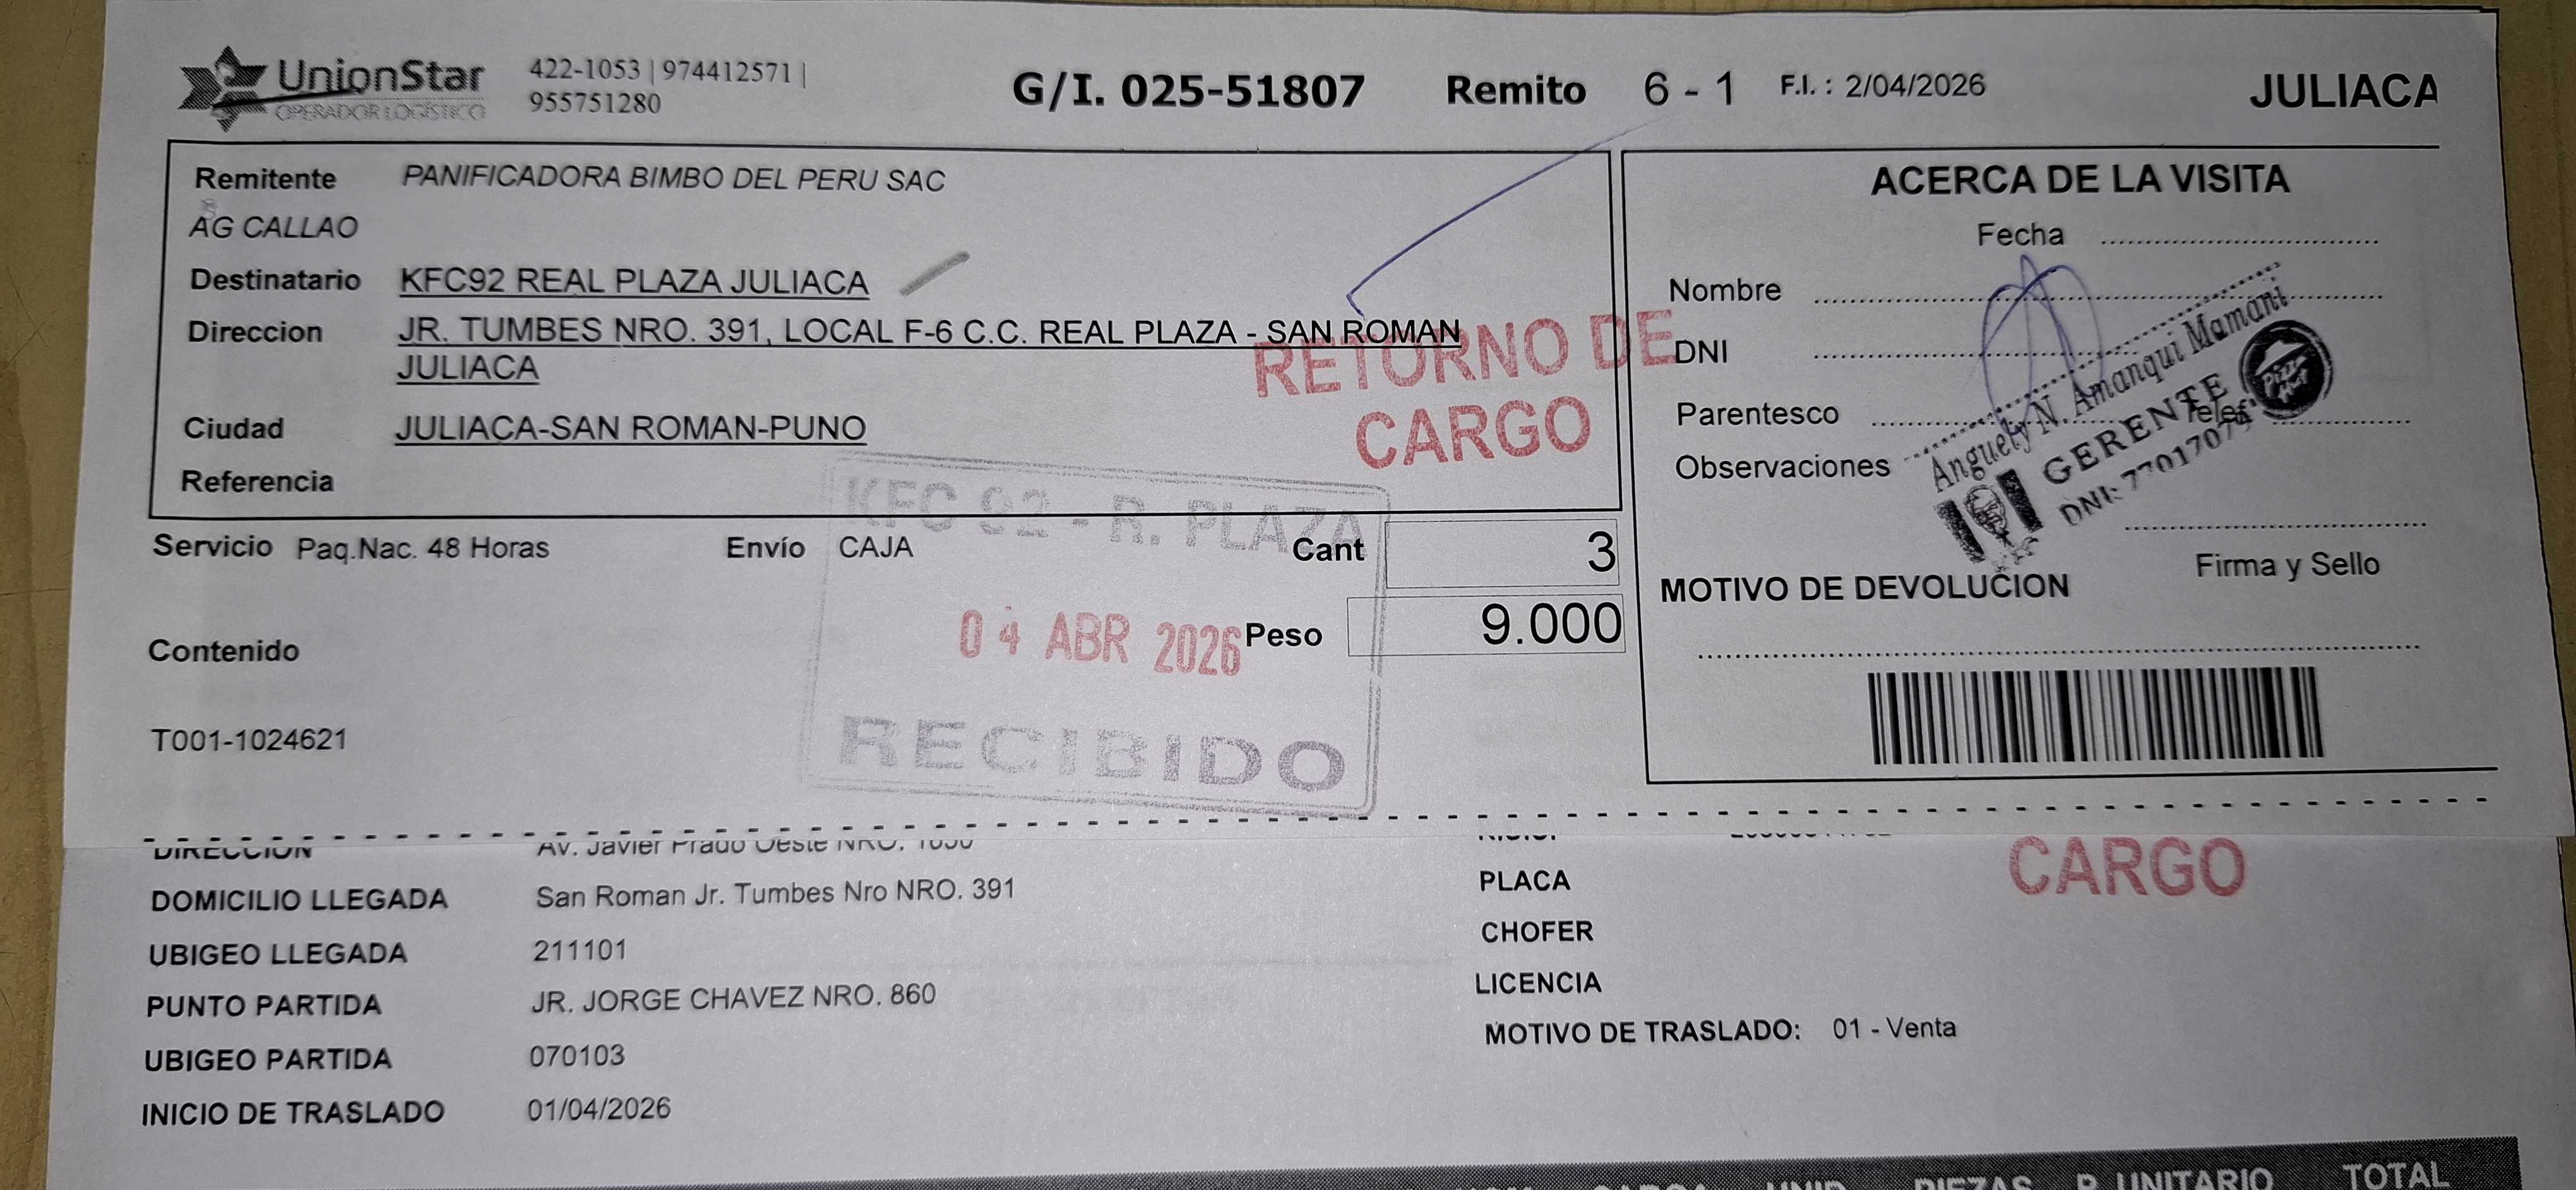 UnionStar
OPERADOR LOGÍSTICO
422-1053 | 974412571 |
955751280
G/I. 025-51807 Remito 6 - 1 F.I. : 2/04/2026 JULIACA
Remitente PANIFICADORA BIMBO DEL PERU SAC
AG CALLAO
Destinatario KFC92 REAL PLAZA JULIACA
Direccion JR. TUMBES NRO. 391, LOCAL F-6 C.C. REAL PLAZA - SAN ROMAN
JULIACA
Ciudad JULIACA-SAN ROMAN-PUNO
Referencia
RETORNO DE
CARGO
Servicio Paq.Nac. 48 Horas Envío CAJA Cant 3
Peso 9.000
KFC 92 - R. PLAZA
04 ABR 2026
RECIBIDO
Contenido
T001-1024621
ACERCA DE LA VISITA
Fecha
Nombre
DNI
Parentesco Telef
Observaciones
Anguely N. Amanqui Mamani
GERENTE
DNI:
Firma y Sello
MOTIVO DE DEVOLUCION
DIRECCION Av. Javier Prado Oeste NRO. 1650
DOMICILIO LLEGADA San Roman Jr. Tumbes Nro NRO. 391
UBIGEO LLEGADA 211101
PUNTO PARTIDA JR. JORGE CHAVEZ NRO. 860
UBIGEO PARTIDA 070103
INICIO DE TRASLADO 01/04/2026
CARGO
PLACA
CHOFER
LICENCIA
MOTIVO DE TRASLADO: 01 - Venta
UNID PIEZAS P. UNITARIO TOTAL